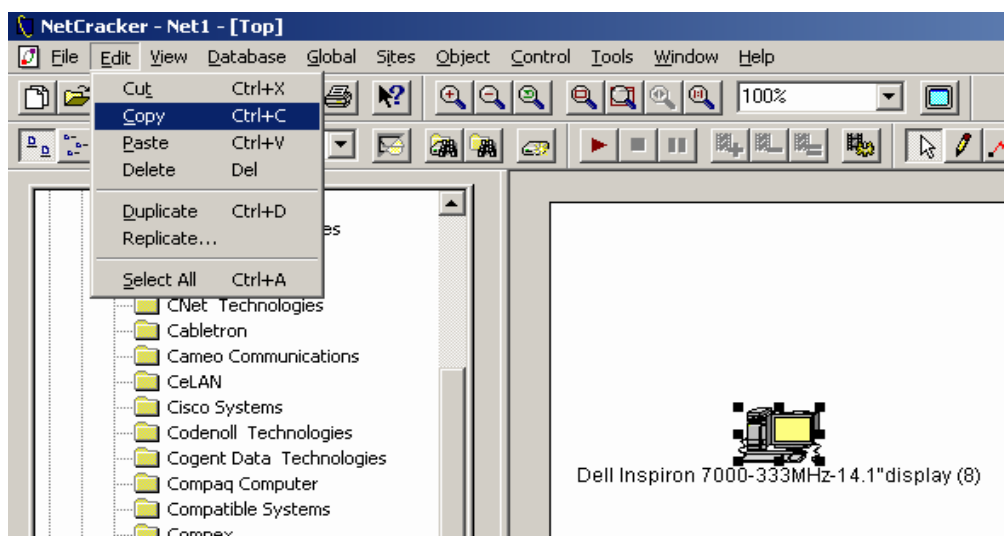 NetCracker - Net1 - [Top]
File Edit View Database Global Sites Object Control Tools Window Help
Cut Ctrl+X
Copy Ctrl+C
Paste Ctrl+V
Delete Del
Duplicate Ctrl+D
Replicate...
Select All Ctrl+A
100%
es
CNet Technologies
Cabletron
Cameo Communications
CeLAN
Cisco Systems
Codenoll Technologies
Cogent Data Technologies
Compaq Computer
Compatible Systems
Compex
Dell Inspiron 7000-333MHz-14.1"display (8)